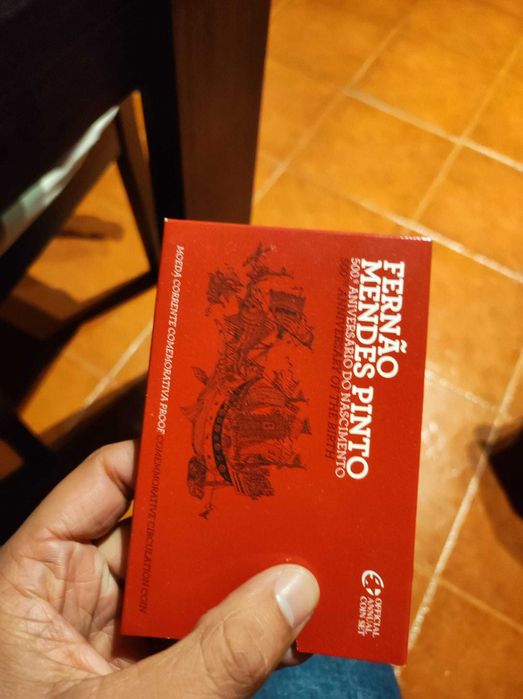 FERNÃO
MENDES PINTO
500.º ANIVERSÁRIO DO NASCIMENTO
500TH ANNIVERSARY OF THE BIRTH
OFFICIAL
ANNUAL
COIN SET
MOEDA CORRENTE COMEMORATIVA PROOF COMMEMORATIVE CIRCULATION COIN